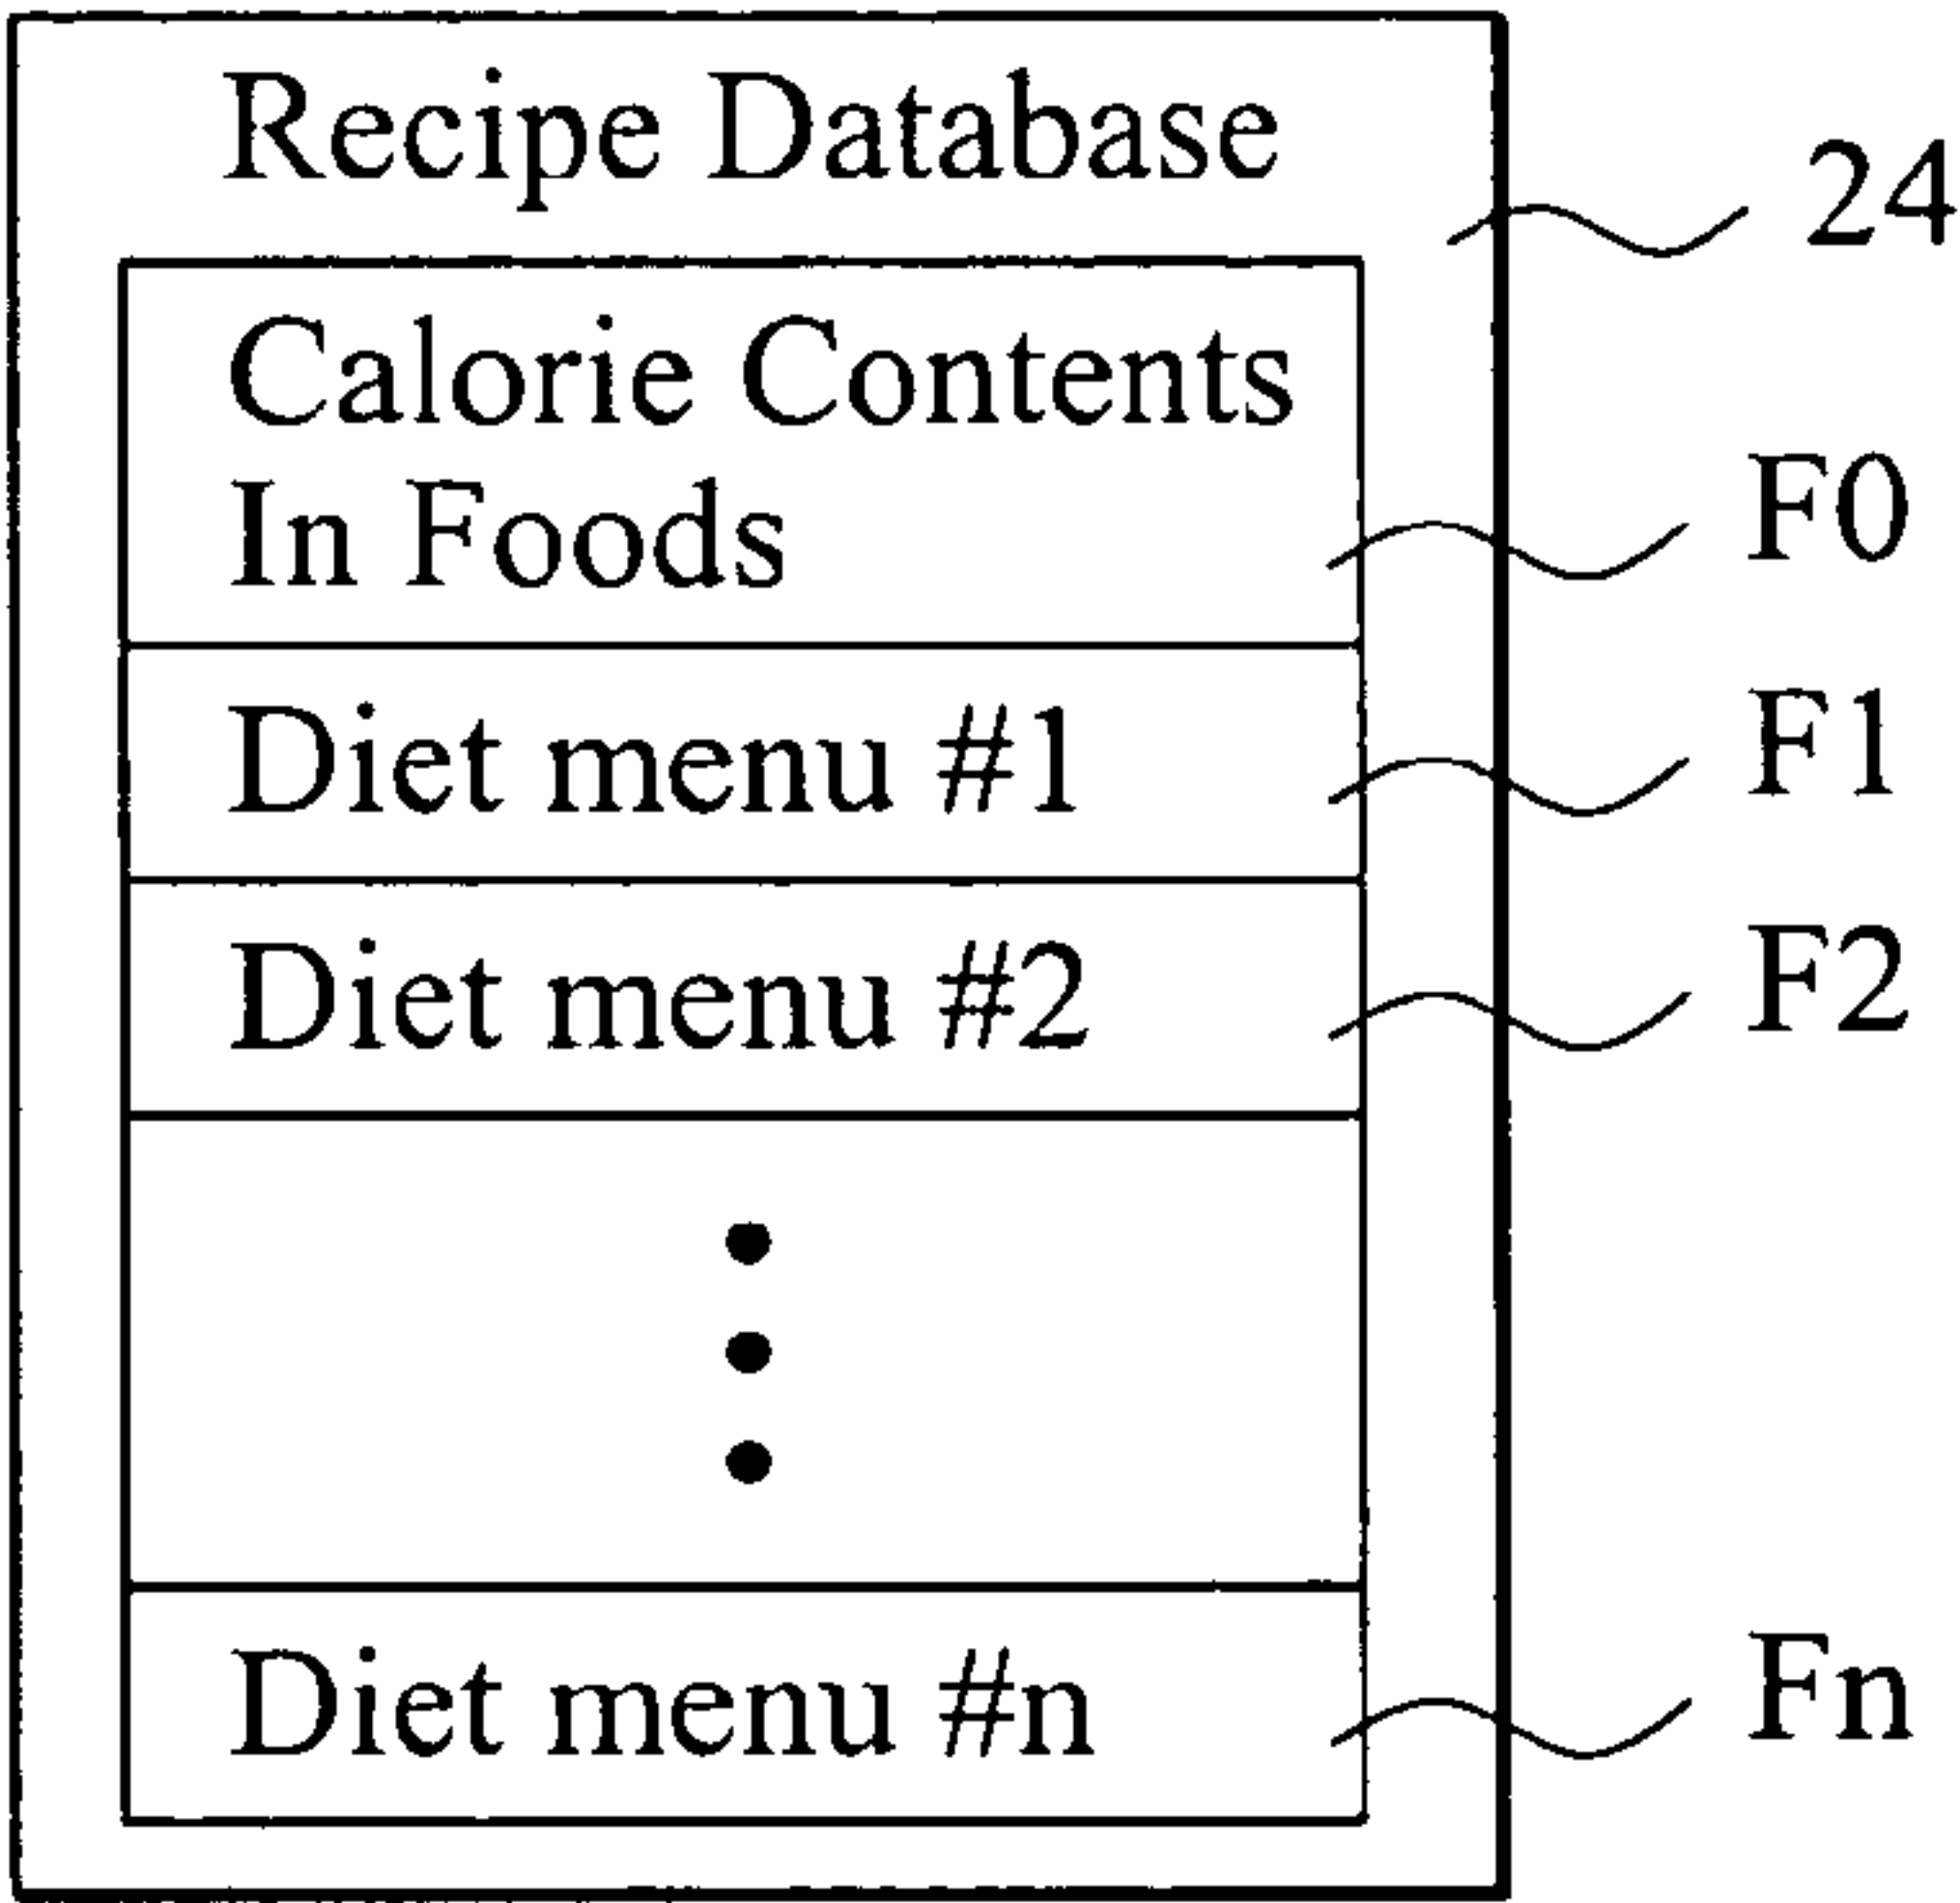 Recipe Database
24
Calorie Contents
In Foods
F0
Diet menu #1
F1
Diet menu #2
F2
Diet menu #n
Fn